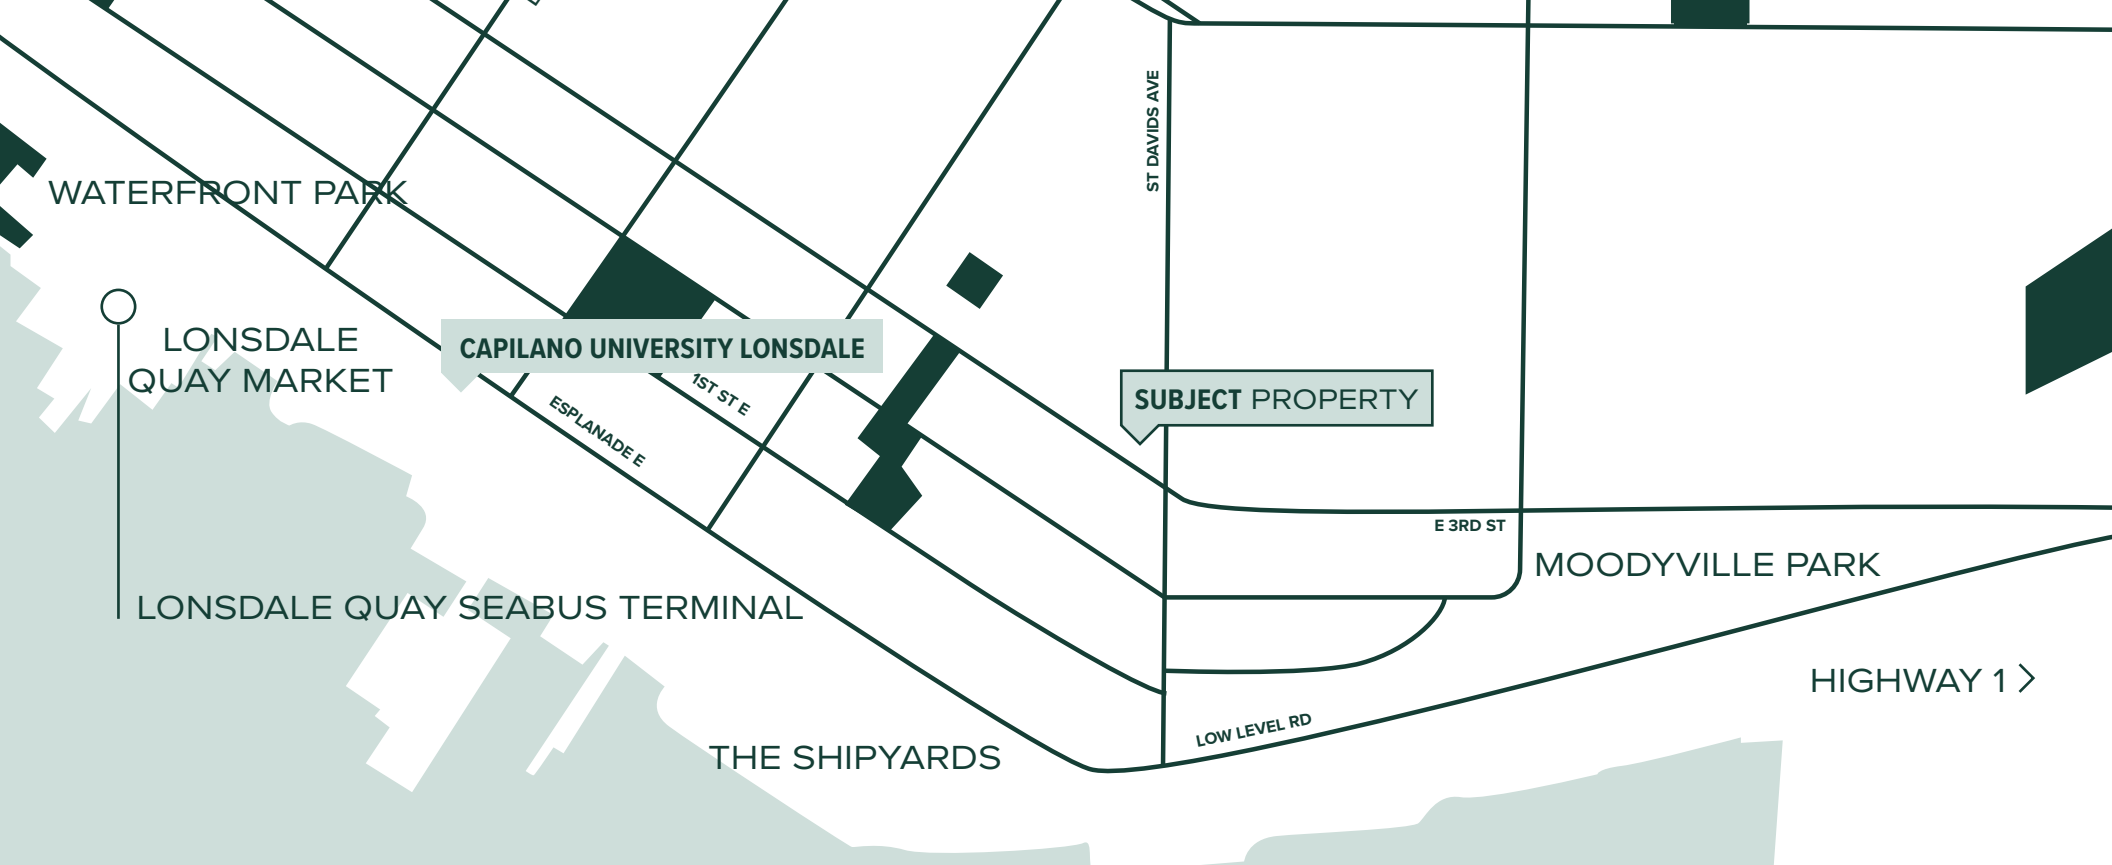 ST DAVIDS AVE
WATERFRONT PARK
LONSDALE
QUAY MARKET
CAPILANO UNIVERSITY LONSDALE
1ST ST E
ESPLANADE E
SUBJECT PROPERTY
E 3RD ST
MOODYVILLE PARK
LONSDALE QUAY SEABUS TERMINAL
HIGHWAY 1
LOW LEVEL RD
THE SHIPYARDS